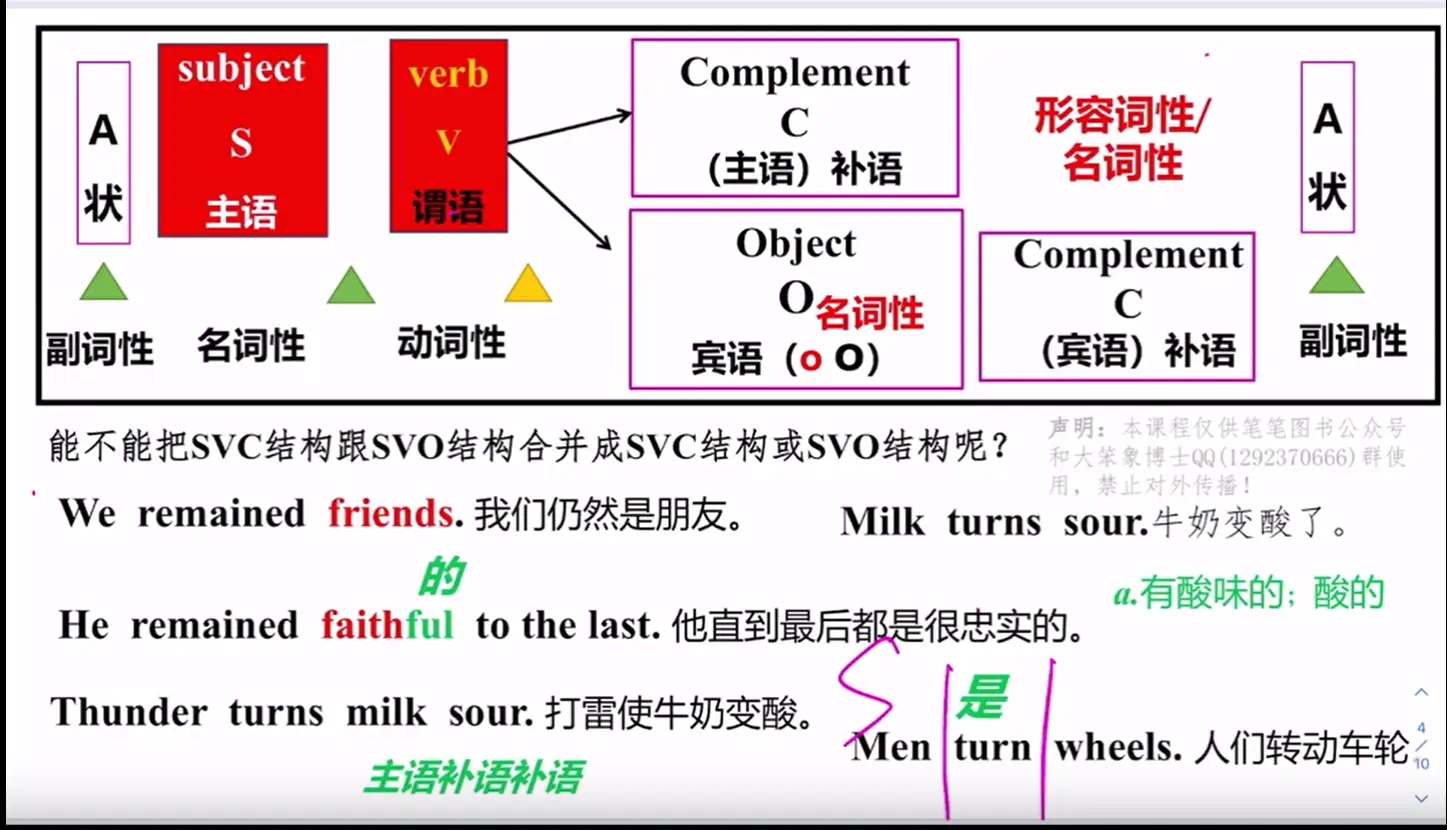 A
状
subject
S
主语
verb
V
谓语
Complement
C
（主语）补语
形容词性/
名词性
A
状
Object
O名词性
宾语（o O）
Complement
C
（宾语）补语
副词性
名词性
动词性
副词性
能不能把SVC结构跟SVO结构合并成SVC结构或SVO结构呢？
声明：本课程仅供笔笔图书公众号
和大笨象博士QQ(1292370666)群使
用，禁止对外传播！
We remained friends. 我们仍然是朋友。
Milk turns sour.牛奶变酸了。
的
a.有酸味的；酸的
He remained faithful to the last. 他直到最后都是很忠实的。
是
Thunder turns milk sour. 打雷使牛奶变酸。
S
Men turn wheels. 人们转动车轮
主语补语补语
4
/
10